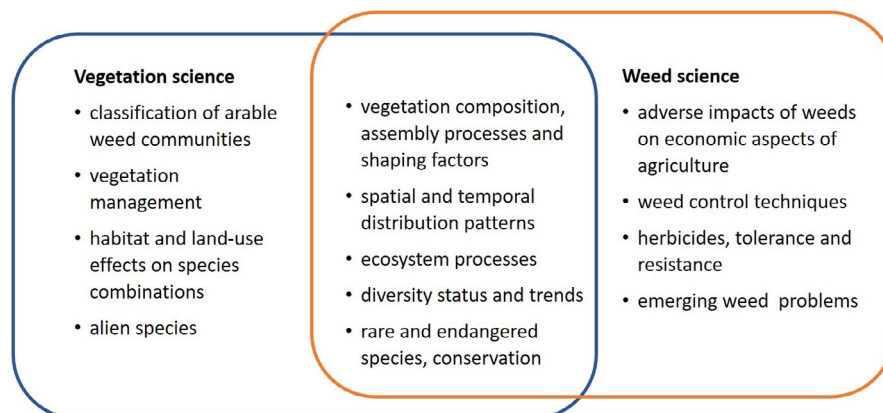 Vegetation science
• classification of arable
weed communities
• vegetation
management
• habitat and land-use
effects on species
combinations
• alien species
• vegetation composition,
assembly processes and
shaping factors
• spatial and temporal
distribution patterns
• ecosystem processes
• diversity status and trends
• rare and endangered
species, conservation
Weed science
• adverse impacts of weeds
on economic aspects of
agriculture
• weed control techniques
• herbicides, tolerance and
resistance
• emerging weed problems